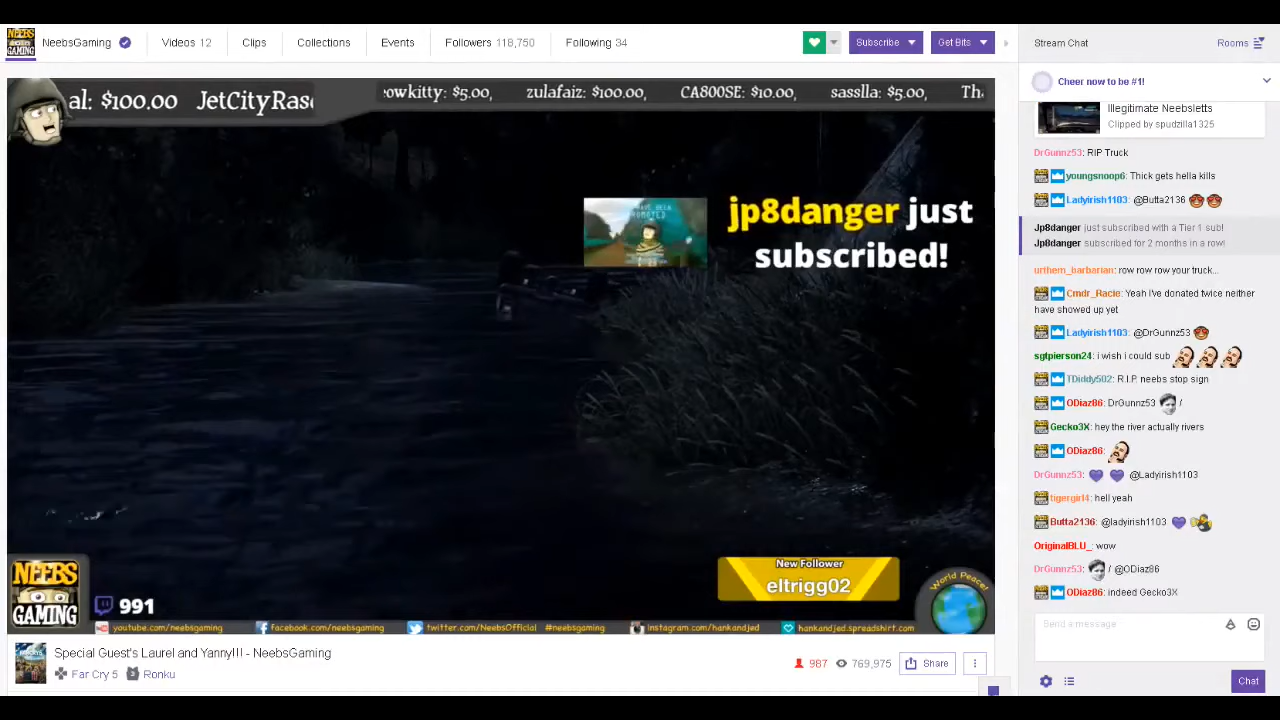 NEEBS GAMING
NeebsGaming
Videos 12
Clips
Collections
Events
Followers 118,750
Following 34
Subscribe
Get Bits
Stream Chat
Rooms
al: $100.00 JetCityRas
owkitty: $5.00, zulafaiz: $100.00, CA800SE: $10.00, sasslla: $5.00, Th
jp8danger just
subscribed!
New Follower
eltrigg02
World Peace!
NEEBS
GAMING
991
youtube.com/neebsgaming
facebook.com/neebsgaming
twitter.com/NeebsOfficial #neebsgaming
instagram.com/hankandjed
hankandjed.spreadshirt.com
Special Guest's Laurel and Yanny!!! - NeebsGaming
Far Cry 5
Ronku
987
769,975
Share
Cheer now to be #1!
Illegitimate Neebsletts
Clipped by spudzilla1325
DrGunnz53: RIP Truck
youngsnoop6: Thick gets hella kills
Ladyirish1103: @Butta2136
Jp8danger just subscribed with a Tier 1 sub!
Jp8danger subscribed for 2 months in a row!
urthem_barbarian: row row row your truck...
Cmdr_Racie: Yeah I've donated twice neither
have showed up yet
Ladyirish1103: @DrGunnz53
sgtpierson24: i wish i could sub
TDiddy502: R.I.P. neebs stop sign
ODiaz86: DrGunnz53 /
Gecko3X: hey the river actually rivers
ODiaz86:
DrGunnz53: @Ladyirish1103
tigergirl4: hell yeah
Butta2136: @ladyirish1103
OriginalBLU_: wow
DrGunnz53: / @ODiaz86
ODiaz86: indeed Gecko3X
Send a message
Chat